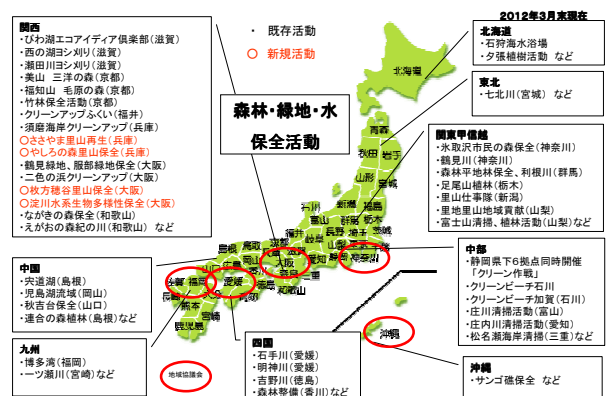 2012年3月末現在
関西
・びわ湖エコアイディア倶楽部(滋賀)
・西の湖ヨシ刈り(滋賀)
・瀬田川ヨシ刈り(滋賀)
・美山 三洋の森(京都)
・福知山 毛原の森(京都)
・竹林保全活動(京都)
・クリーンアップふくい(福井)
・須磨海岸クリーンアップ(兵庫)
〇ささやま里山再生(兵庫)
〇やしろの森里山保全(兵庫)
・鶴見緑地、服部緑地保全(大阪)
・二色の浜クリーンアップ(大阪)
〇枚方穂谷里山保全(大阪)
〇淀川水系生物多様性保全(大阪)
・ながきの森保全(和歌山)
・えがおの森紀の川(和歌山)など
・ 既存活動
〇 新規活動
森林・緑地・水
保全活動
北海道
・石狩海水浴場
・夕張植樹活動 など
東北
・七北川(宮城) など
関東甲信越
・氷取沢市民の森保全(神奈川)
・鶴見川(神奈川)
・森林平地林保全、利根川(群馬)
・足尾山植林(栃木)
・里山仕事隊(新潟)
・里地里山地域貢献(山梨)
・富士山清掃、植林活動(山梨)など
中部
・静岡県下6拠点同時開催
「クリーン作戦」
・クリーンビーチ石川
・クリーンビーチ加賀(石川)
・庄川清掃活動(富山)
・庄内川清掃活動(愛知)
・松名瀬海岸清掃(三重)など
沖縄
・サンゴ礁保全 など
中国
・宍道湖(島根)
・児島湖流域(岡山)
・秋吉台保全(山口)
・連合の森植林(島根)など
九州
・博多湾(福岡)
・一ツ瀬川(宮崎)など
四国
・石手川(愛媛)
・明神川(愛媛)
・吉野川(徳島)
・森林整備(香川)など
地域協議会
北海道
青森
秋田
岩手
山形
宮城
新潟
福島
石川
富山
群馬
栃木
長野
埼玉
福井
岐阜
山梨
京都
滋賀
愛知
静岡
神奈川
鳥取
島根
岡山
広島
大阪
奈良
三重
和歌山
徳島
愛媛
高知
佐賀
福岡
長崎
熊本
宮崎
鹿児島
沖縄